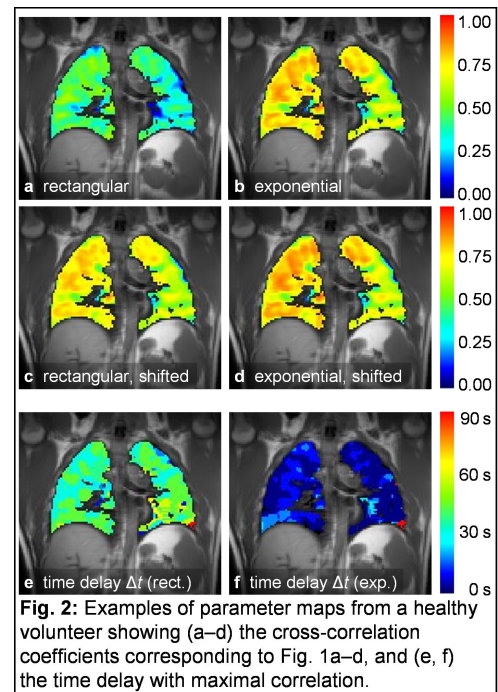 1.00
0.75
0.50
0.25
0.00
a rectangular
b exponential
1.00
0.75
0.50
0.25
0.00
c rectangular, shifted
d exponential, shifted
90 s
60 s
30 s
0 s
e time delay Δt (rect.)
f time delay Δt (exp.)
Fig. 2: Examples of parameter maps from a healthy
volunteer showing (a–d) the cross-correlation
coefficients corresponding to Fig. 1a–d, and (e, f)
the time delay with maximal correlation.